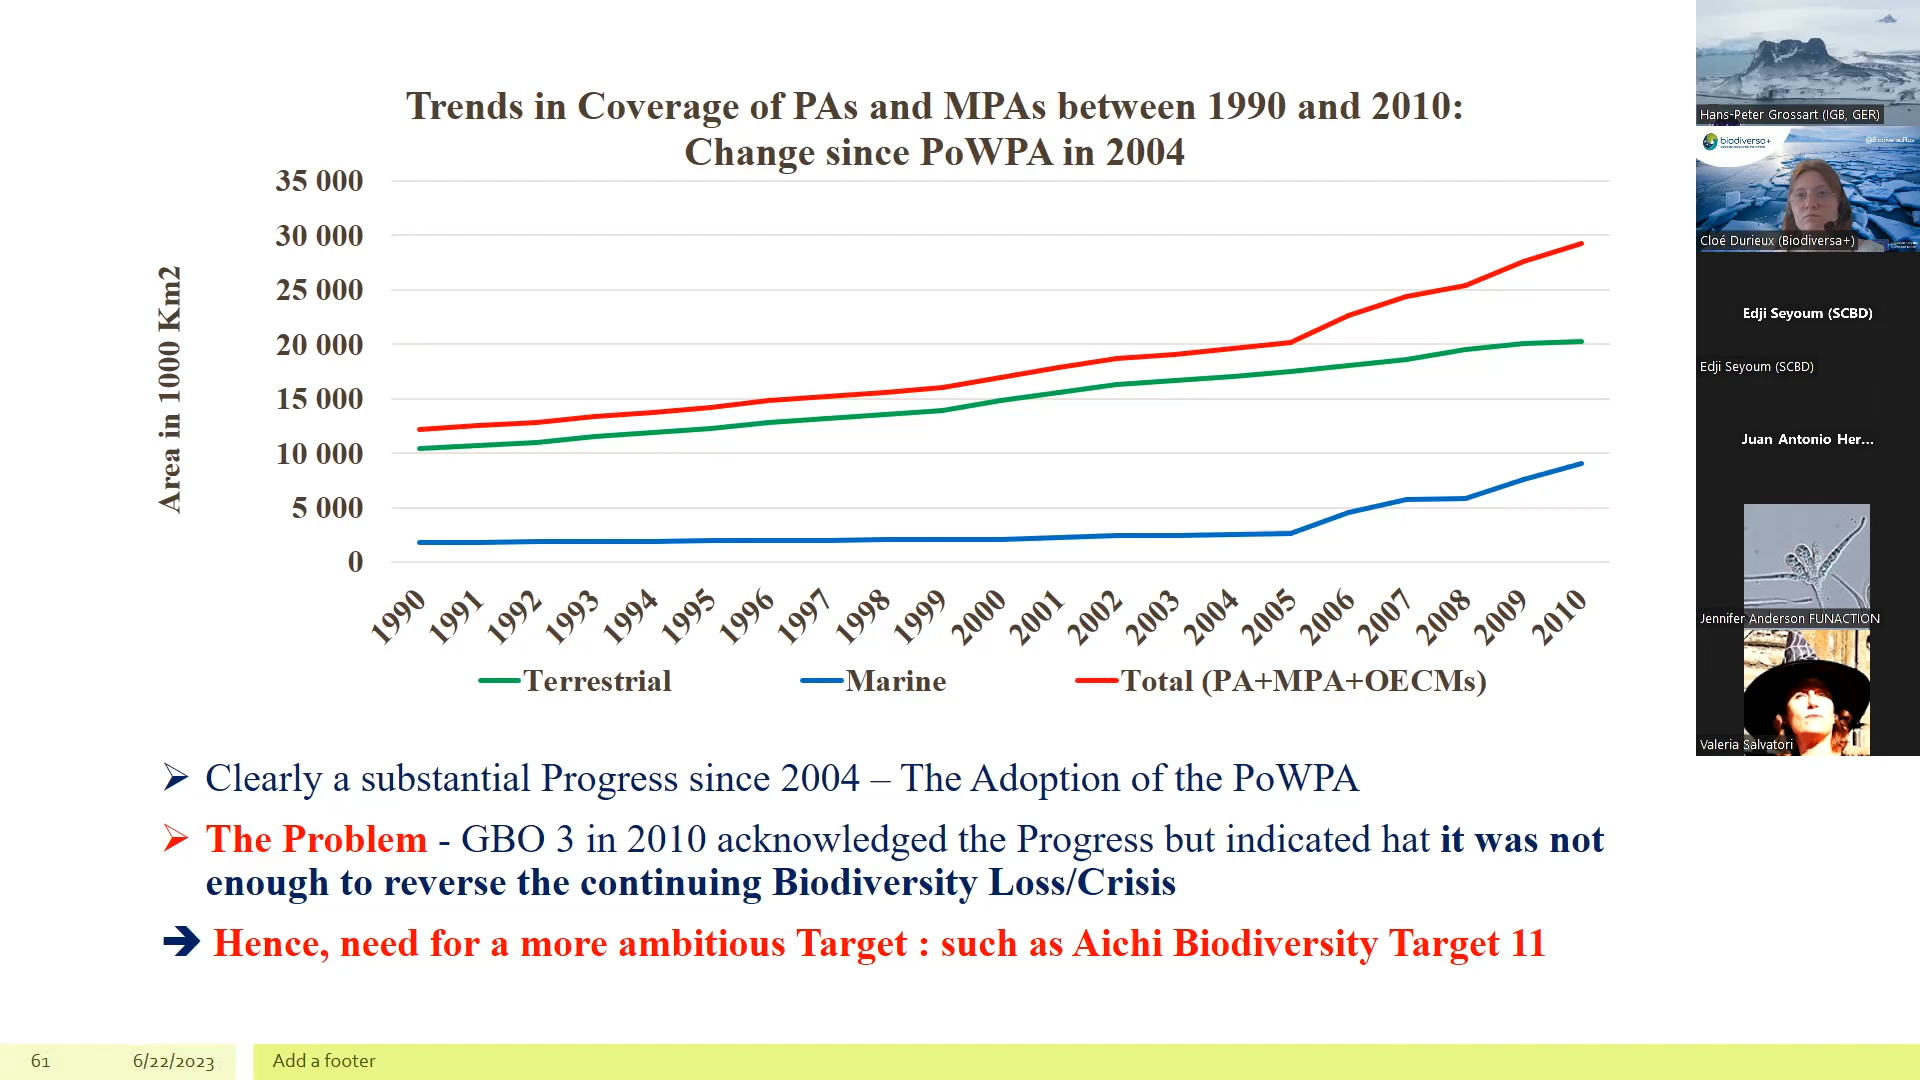 Trends in Coverage of PAs and MPAs between 1990 and 2010:
Change since PoWPA in 2004
35 000
30 000
25 000
20 000
15 000
10 000
5 000
0
Area in 1000 Km2
1990 1991 1992 1993 1994 1995 1996 1997 1998 1999 2000 2001 2002 2003 2004 2005 2006 2007 2008 2009 2010
Terrestrial Marine Total (PA+MPA+OECMs)
Clearly a substantial Progress since 2004 – The Adoption of the PoWPA
The Problem - GBO 3 in 2010 acknowledged the Progress but indicated hat it was not
enough to reverse the continuing Biodiversity Loss/Crisis
Hence, need for a more ambitious Target : such as Aichi Biodiversity Target 11
61 6/22/2023 Add a footer
Hans-Peter Grossart (IGB, GER)
biodiversa+
Cloé Durieux (Biodiversa+)
Edji Seyoum (SCBD)
Edji Seyoum (SCBD)
Juan Antonio Her...
Jennifer Anderson FUNACTION
Valeria Salvatori